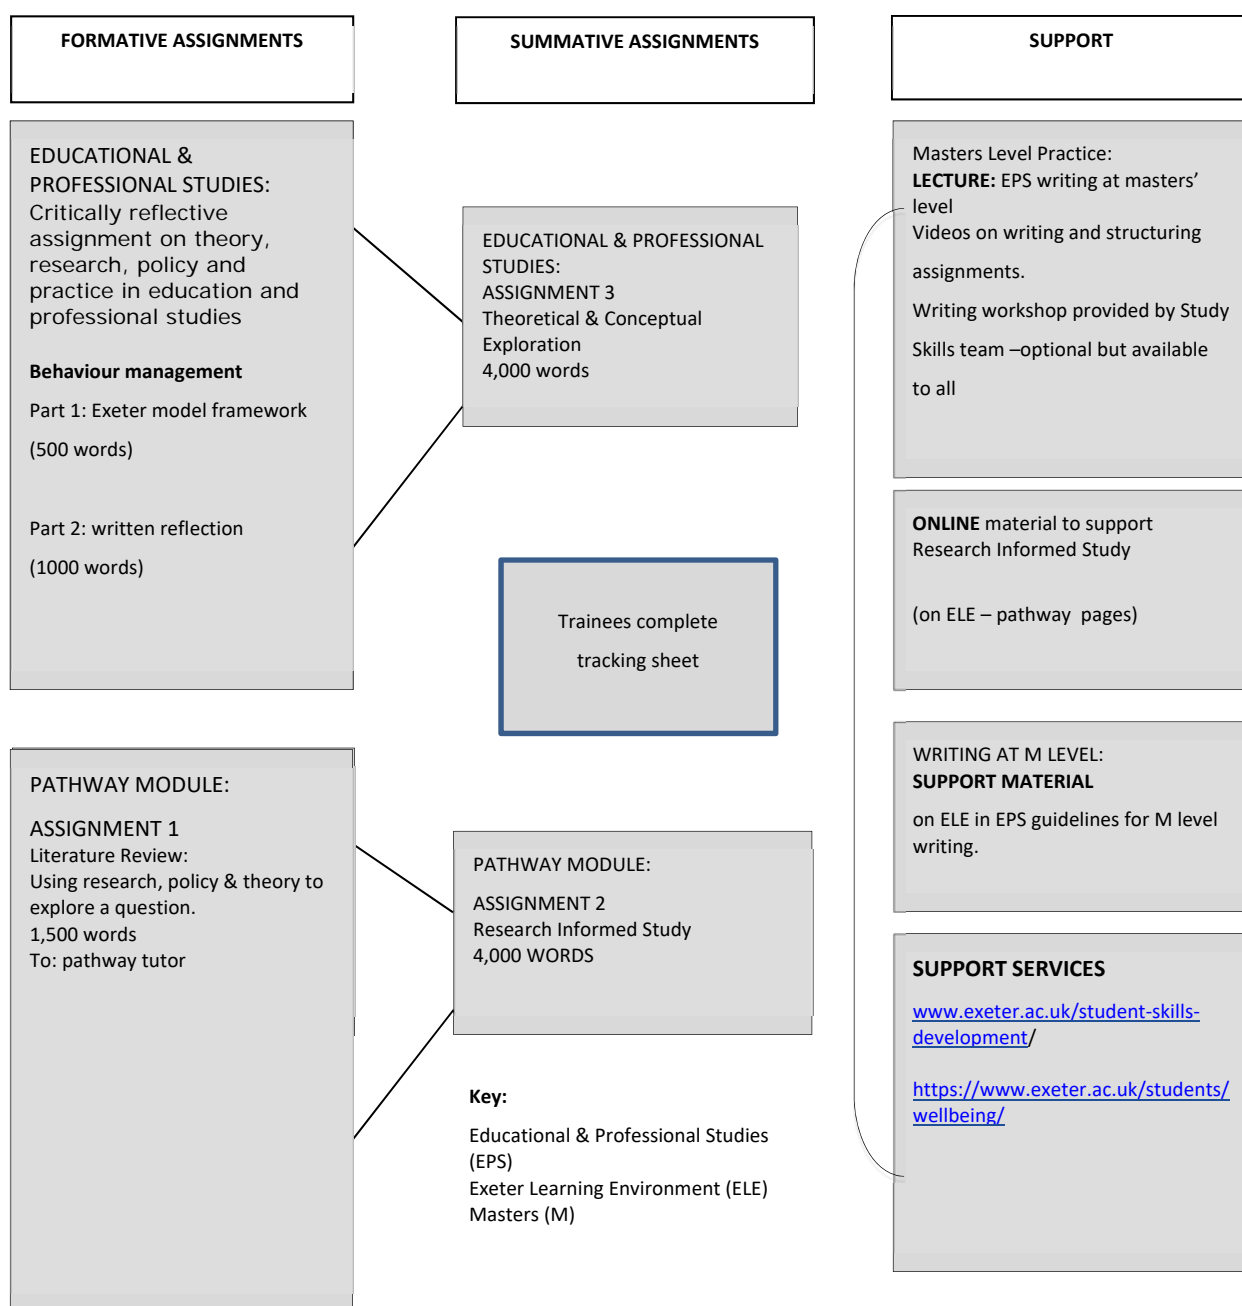 FORMATIVE ASSIGNMENTS
SUMMATIVE ASSIGNMENTS
SUPPORT
EDUCATIONAL &
PROFESSIONAL STUDIES:
Critically reflective
assignment on theory,
research, policy and
practice in education and
professional studies
Behaviour management
Part 1: Exeter model framework
(500 words)
Part 2: written reflection
(1000 words)
EDUCATIONAL & PROFESSIONAL
STUDIES:
ASSIGNMENT 3
Theoretical & Conceptual
Exploration
4,000 words
Trainees complete
tracking sheet
Masters Level Practice:
LECTURE: EPS writing at masters’
level
Videos on writing and structuring
assignments.
Writing workshop provided by Study
Skills team –optional but available
to all
ONLINE material to support
Research Informed Study
(on ELE – pathway  pages)
PATHWAY MODULE:
ASSIGNMENT 1
Literature Review:
Using research, policy & theory to
explore a question.
1,500 words
To: pathway tutor
PATHWAY MODULE:
ASSIGNMENT 2
Research Informed Study
4,000 WORDS
WRITING AT M LEVEL:
SUPPORT MATERIAL
on ELE in EPS guidelines for M level
writing.
SUPPORT SERVICES
www.exeter.ac.uk/student-skills-
development/
https://www.exeter.ac.uk/students/
wellbeing/
Key:
Educational & Professional Studies
(EPS)
Exeter Learning Environment (ELE)
Masters (M)